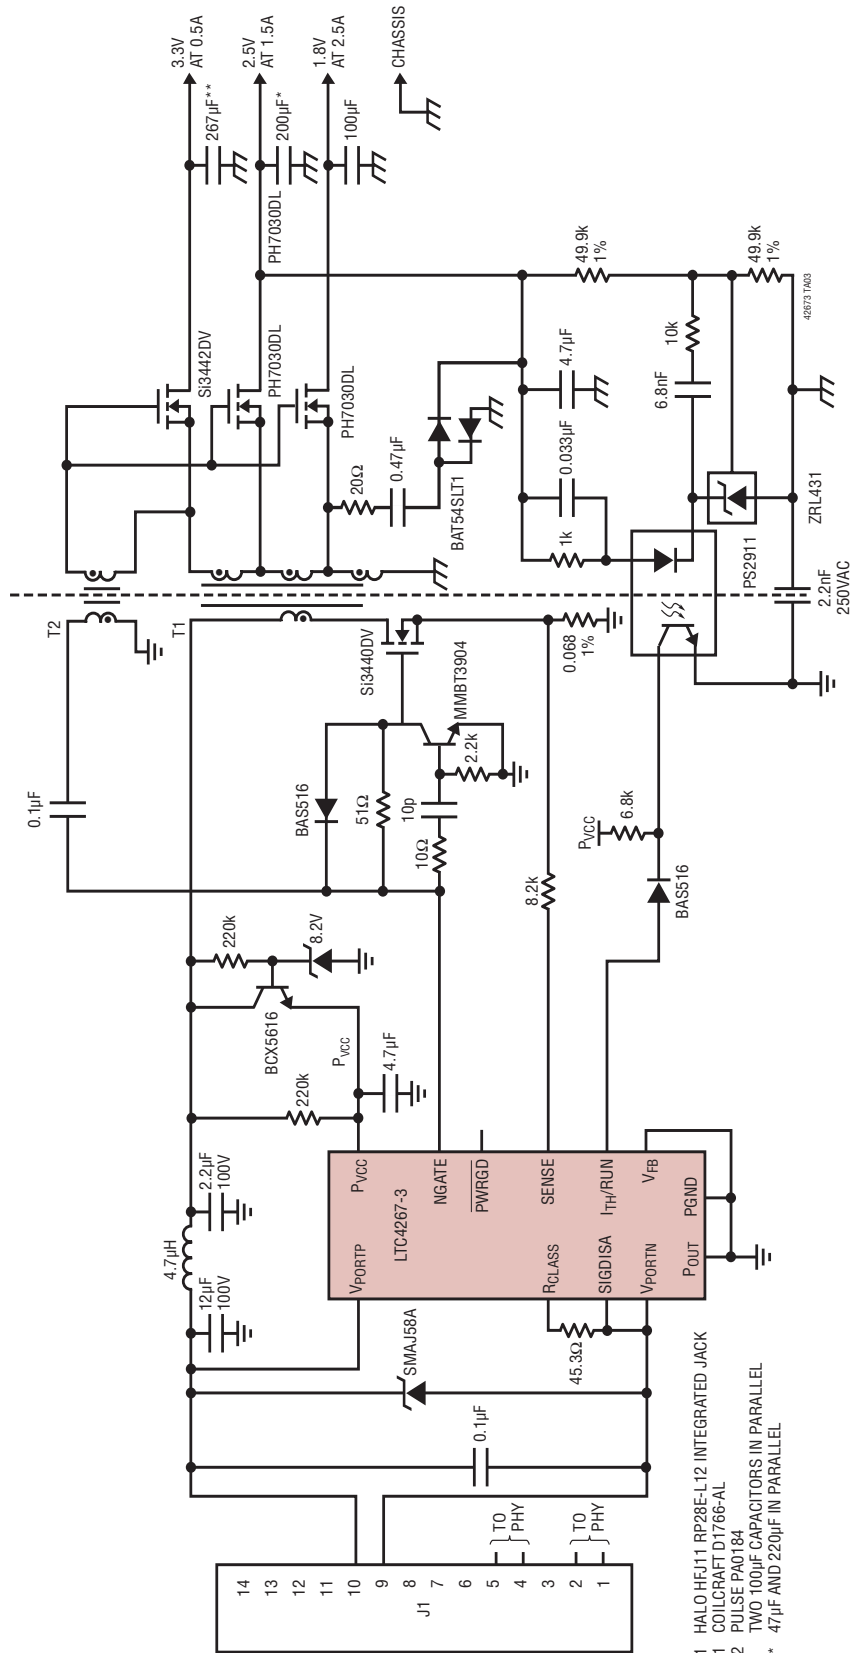 14
13
12
11
10
9
8
7
6
5
4
3
2
1
J1
TO
PHY
TO
PHY
0.1µF
SMAJ58A
12µF
100V
4.7µH
2.2µF
100V
45.3Ω
VPORTP
PVCC
LTC4267-3
NGATE
PWRGD
RCLASS
SENSE
SIGDISA
ITH/RUN
VPORTN
VFB
POUT
PGND
220k
PVCC
4.7µF
BCX5616
220k
8.2V
0.1µF
BAS516
51Ω
10Ω
10p
MMBT3904
2.2k
8.2k
BAS516
PVCC
6.8k
T2
T1
Si3440DV
0.068
1%
20Ω
0.47µF
BAT54SLT1
1k
0.033µF
4.7µF
PS2911
ZRL431
2.2nF
250VAC
6.8nF
10k
49.9k
1%
49.9k
1%
Si3442DV
PH7030DL
PH7030DL
PH7030DL
267µF**
200µF*
100µF
3.3V
AT 0.5A
2.5V
AT 1.5A
1.8V
AT 2.5A
CHASSIS
42673 TA03
1 HALO HFJ11 RP28E-L12 INTEGRATED JACK
1 COILCRAFT D1766-AL
2 PULSE PA0184
TWO 100µF CAPACITORS IN PARALLEL
* 47µF AND 220µF IN PARALLEL